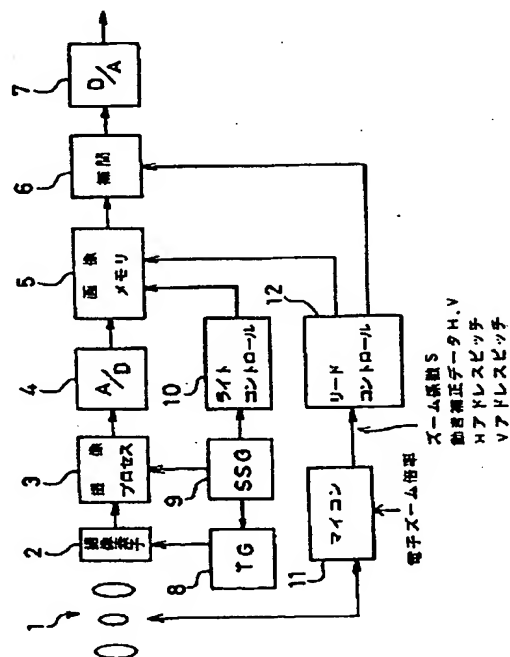 1
2
撮像素子
3
画像
プロセス
4
A/D
5
画像
メモリ
6
補間
7
D/A
8
TG
9
SSG
10
ライト
コントロール
11
マイコン
12
リード
コントロール
電子ズーム倍率
ズーム係数S
動き補正データH,V
Hアドレスピッチ
Vアドレスピッチ